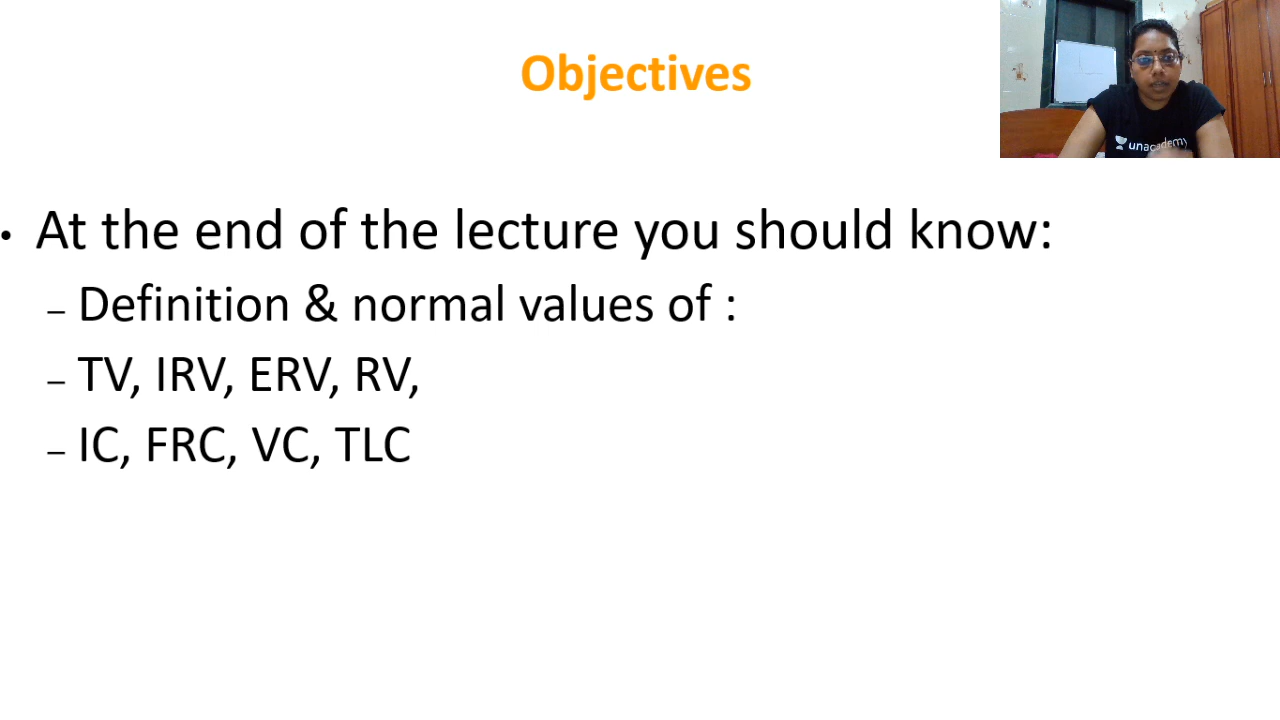 Objectives
unacademy
• At the end of the lecture you should know:
– Definition & normal values of :
– TV, IRV, ERV, RV,
– IC, FRC, VC, TLC